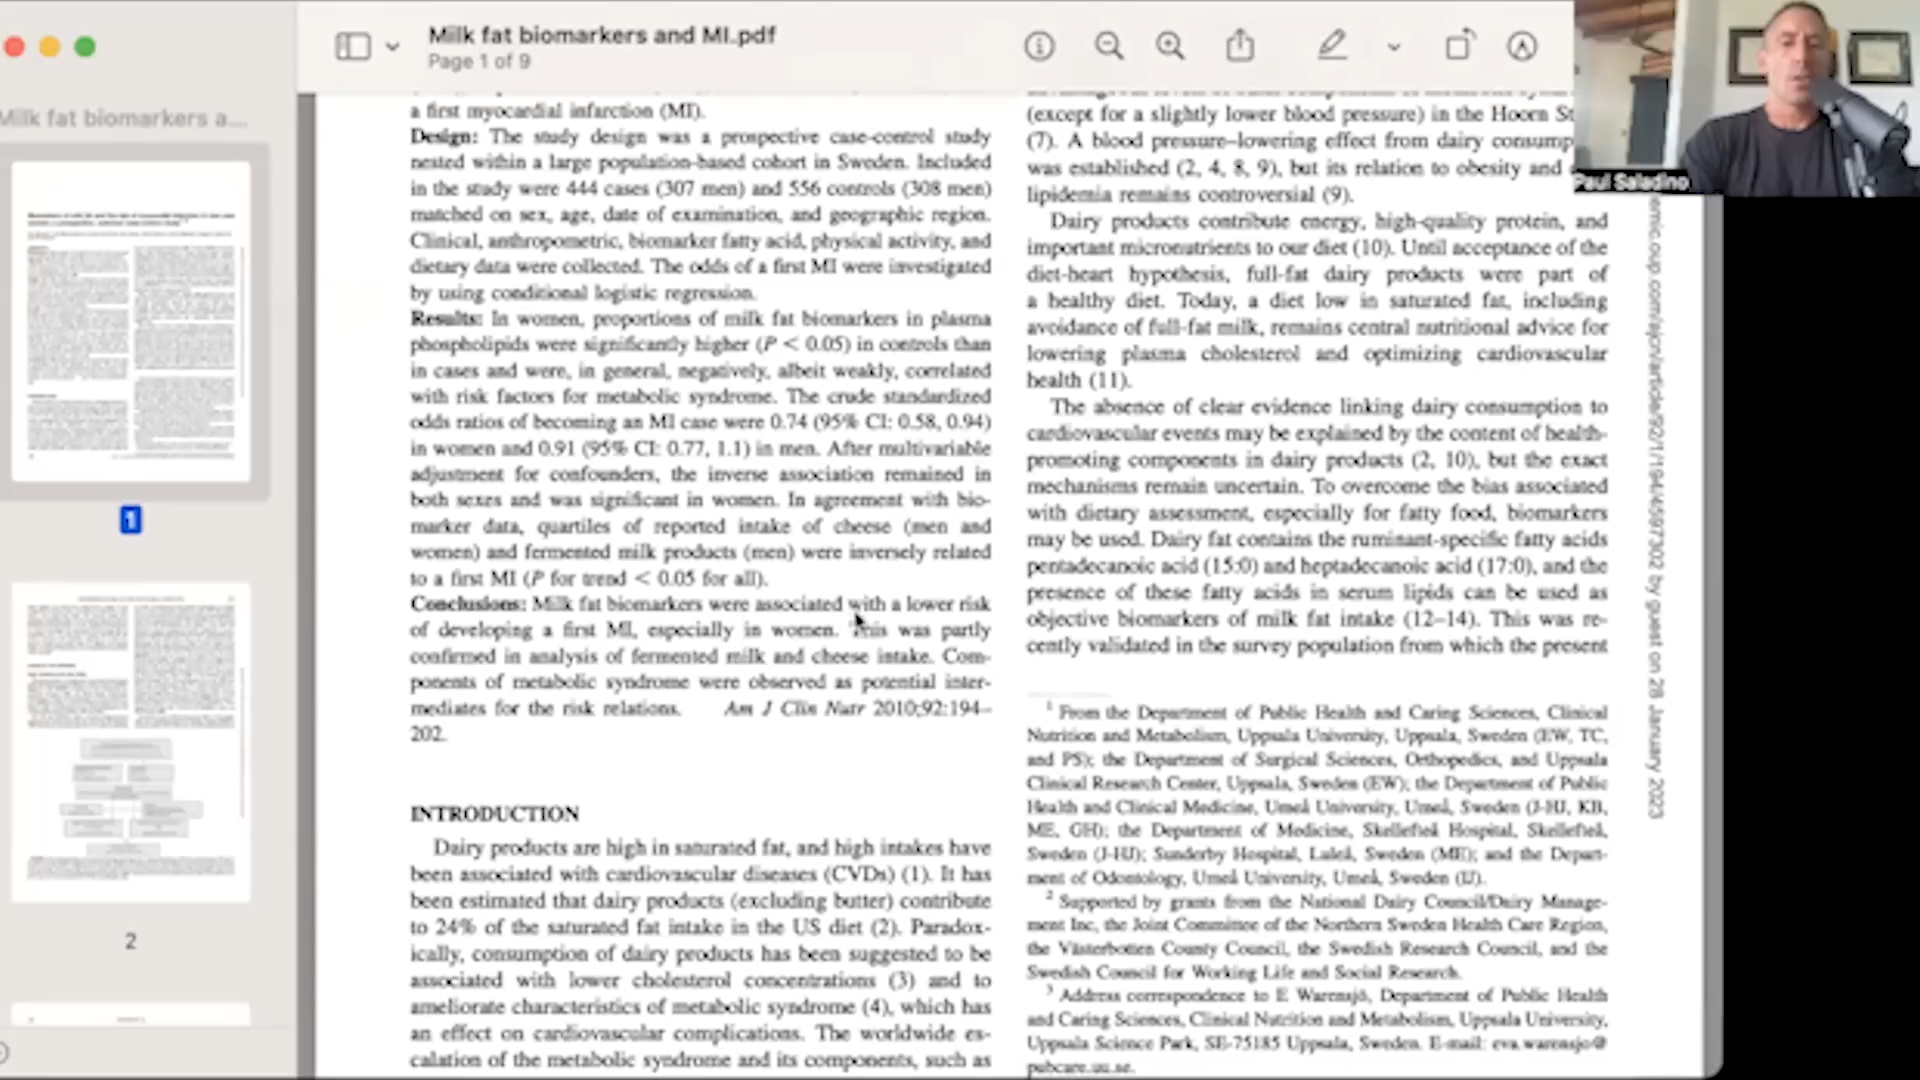 Milk fat biomarkers and MI.pdf
Page 1 of 9
Milk fat biomarkers a...
1
2
Paul Saladino
a first myocardial infarction (MI).
Design: The study design was a prospective case-control study
nested within a large population-based cohort in Sweden. Included
in the study were 444 cases (307 men) and 556 controls (308 men)
matched on sex, age, date of examination, and geographic region.
Clinical, anthropometric, biomarker fatty acid, physical activity, and
dietary data were collected. The odds of a first MI were investigated
by using conditional logistic regression.
Results: In women, proportions of milk fat biomarkers in plasma
phospholipids were significantly higher (P < 0.05) in controls than
in cases and were, in general, negatively, albeit weakly, correlated
with risk factors for metabolic syndrome. The crude standardized
odds ratios of becoming an MI case were 0.74 (95% CI: 0.58, 0.94)
in women and 0.91 (95% CI: 0.77, 1.1) in men. After multivariable
adjustment for confounders, the inverse association remained in
both sexes and was significant in women. In agreement with bio-
marker data, quartiles of reported intake of cheese (men and
women) and fermented milk products (men) were inversely related
to a first MI (P for trend < 0.05 for all).
Conclusions: Milk fat biomarkers were associated with a lower risk
of developing a first MI, especially in women. This was partly
confirmed in analysis of fermented milk and cheese intake. Com-
ponents of metabolic syndrome were observed as potential inter-
mediates for the risk relations. Am J Clin Nutr 2010;92:194–
202.
INTRODUCTION
Dairy products are high in saturated fat, and high intakes have
been associated with cardiovascular diseases (CVDs) (1). It has
been estimated that dairy products (excluding butter) contribute
to 24% of the saturated fat intake in the US diet (2). Paradox-
ically, consumption of dairy products has been suggested to be
associated with lower cholesterol concentrations (3) and to
ameliorate characteristics of metabolic syndrome (4), which has
an effect on cardiovascular complications. The worldwide es-
calation of the metabolic syndrome and its components, such as
(except for a slightly lower blood pressure) in the Hoorn St
(7). A blood pressure–lowering effect from dairy consump
was established (2, 4, 8, 9), but its relation to obesity and
lipidemia remains controversial (9).
Dairy products contribute energy, high-quality protein, and
important micronutrients to our diet (10). Until acceptance of the
diet-heart hypothesis, full-fat dairy products were part of
a healthy diet. Today, a diet low in saturated fat, including
avoidance of full-fat milk, remains central nutritional advice for
lowering plasma cholesterol and optimizing cardiovascular
health (11).
The absence of clear evidence linking dairy consumption to
cardiovascular events may be explained by the content of health-
promoting components in dairy products (2, 10), but the exact
mechanisms remain uncertain. To overcome the bias associated
with dietary assessment, especially for fatty food, biomarkers
may be used. Dairy fat contains the ruminant-specific fatty acids
pentadecanoic acid (15:0) and heptadecanoic acid (17:0), and the
presence of these fatty acids in serum lipids can be used as
objective biomarkers of milk fat intake (12–14). This was re-
cently validated in the survey population from which the present
1 From the Department of Public Health and Caring Sciences, Clinical
Nutrition and Metabolism, Uppsala University, Uppsala, Sweden (EW, TC,
and PS); the Department of Surgical Sciences, Orthopedics, and Uppsala
Clinical Research Center, Uppsala, Sweden (EW); the Department of Public
Health and Clinical Medicine, Umeå University, Umeå, Sweden (J-HJ, KB,
ME, GH); the Department of Medicine, Skellefteå Hospital, Skellefteå,
Sweden (J-HJ); Sunderby Hospital, Luleå, Sweden (ME); and the Depart-
ment of Odontology, Umeå University, Umeå, Sweden (IJ).
2 Supported by grants from the National Dairy Council/Dairy Manage-
ment Inc, the Joint Committee of the Northern Sweden Health Care Region,
the Västerbotten County Council, the Swedish Research Council, and the
Swedish Council for Working Life and Social Research.
3 Address correspondence to E Warensjö, Department of Public Health
and Caring Sciences, Clinical Nutrition and Metabolism, Uppsala University,
Uppsala Science Park, SE-75185 Uppsala, Sweden. E-mail: eva.warensjo@
pubcare.uu.se.
emic.oup.com/ajcn/article/92/1/194/4597302 by guest on 28 January 2023